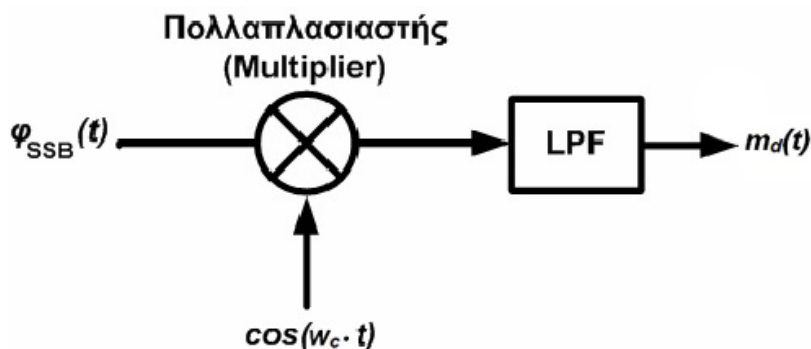 Πολλαπλασιαστής
(Multiplier)
φSSB(t)
LPF
md(t)
cos(wc·t)